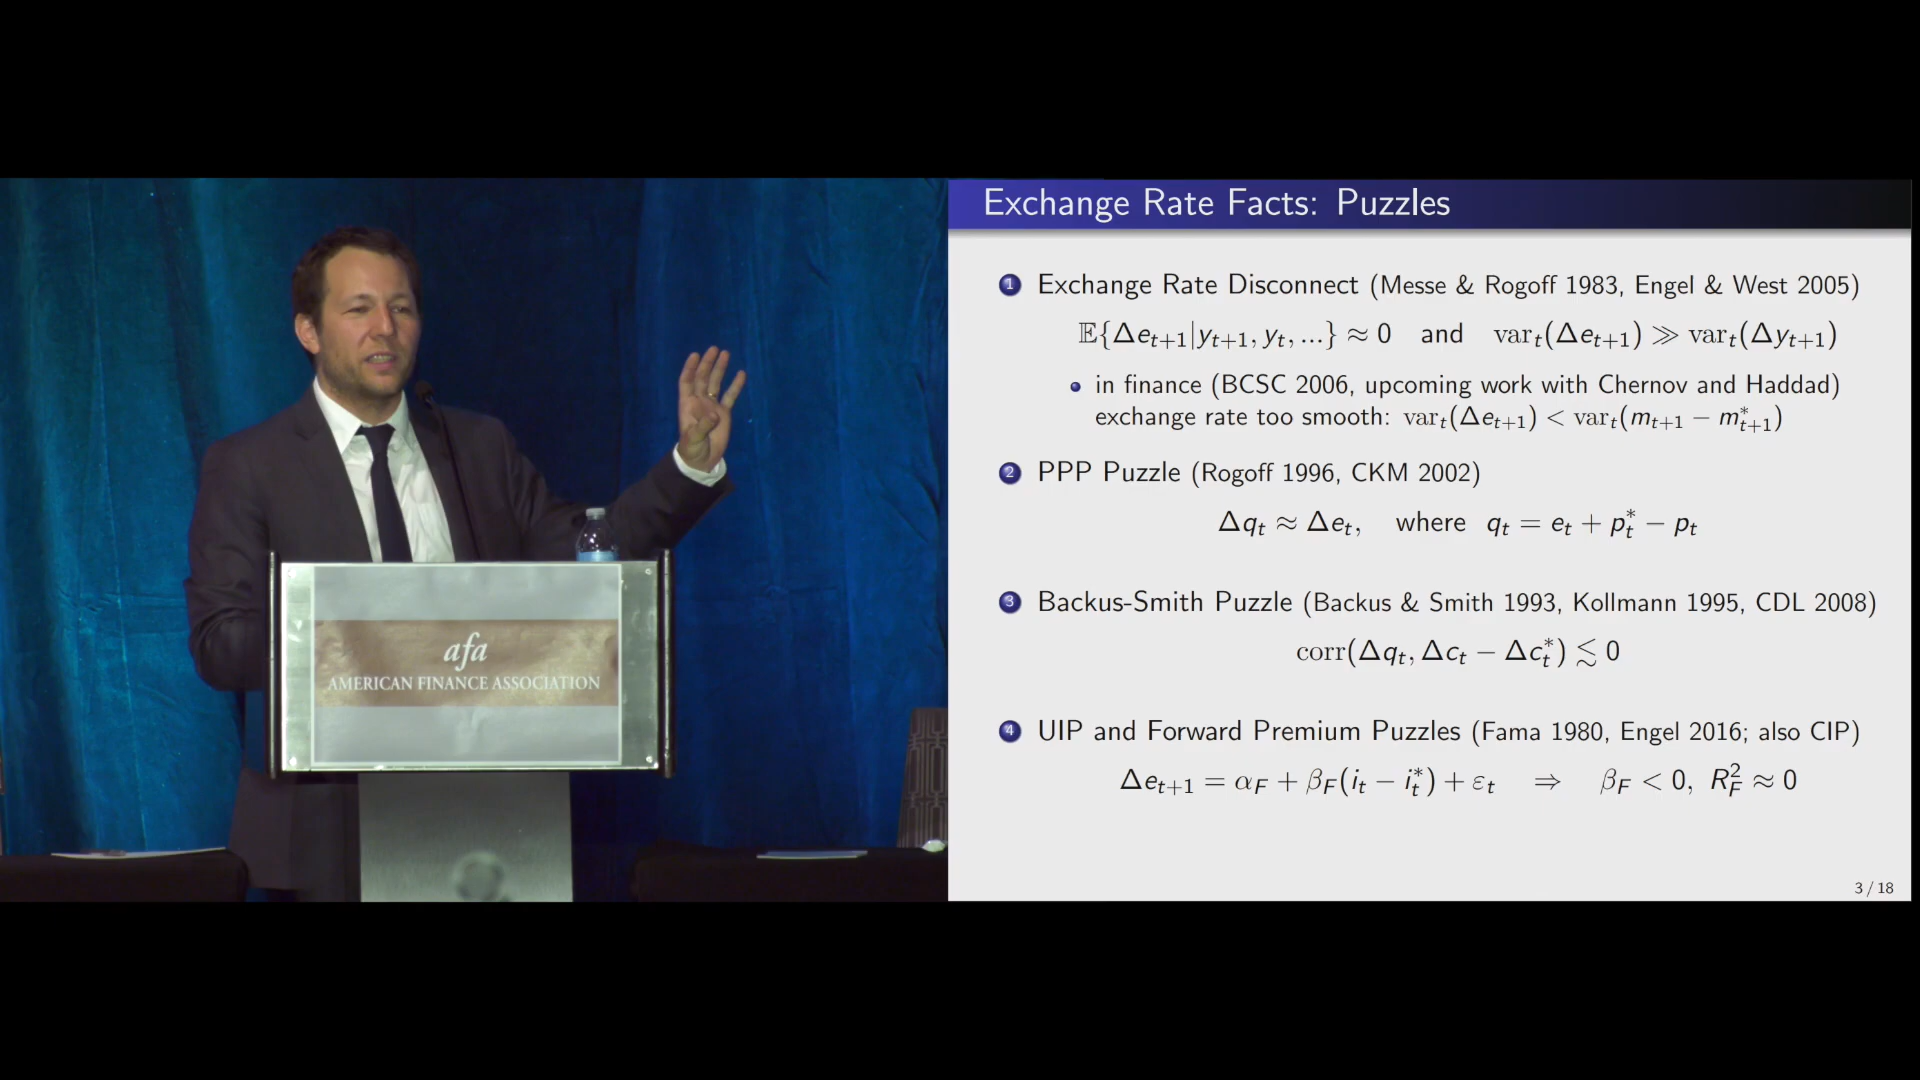 Exchange Rate Facts: Puzzles
1 Exchange Rate Disconnect (Messe & Rogoff 1983, Engel & West 2005)
𝔼{Δe_{t+1}|y_{t+1}, y_t, ...} ≈ 0 and var_t(Δe_{t+1}) ≫ var_t(Δy_{t+1})
• in finance (BCSC 2006, upcoming work with Chernov and Haddad)
exchange rate too smooth: var_t(Δe_{t+1}) < var_t(m_{t+1} − m*_{t+1})
2 PPP Puzzle (Rogoff 1996, CKM 2002)
Δq_t ≈ Δe_t, where q_t = e_t + p*_t − p_t
3 Backus-Smith Puzzle (Backus & Smith 1993, Kollmann 1995, CDL 2008)
corr(Δq_t, Δc_t − Δc*_t) ≲ 0
4 UIP and Forward Premium Puzzles (Fama 1980, Engel 2016; also CIP)
Δe_{t+1} = α_F + β_F(i_t − i*_t) + ε_t ⇒ β_F < 0, R²_F ≈ 0
3 / 18
afa
AMERICAN FINANCE ASSOCIATION